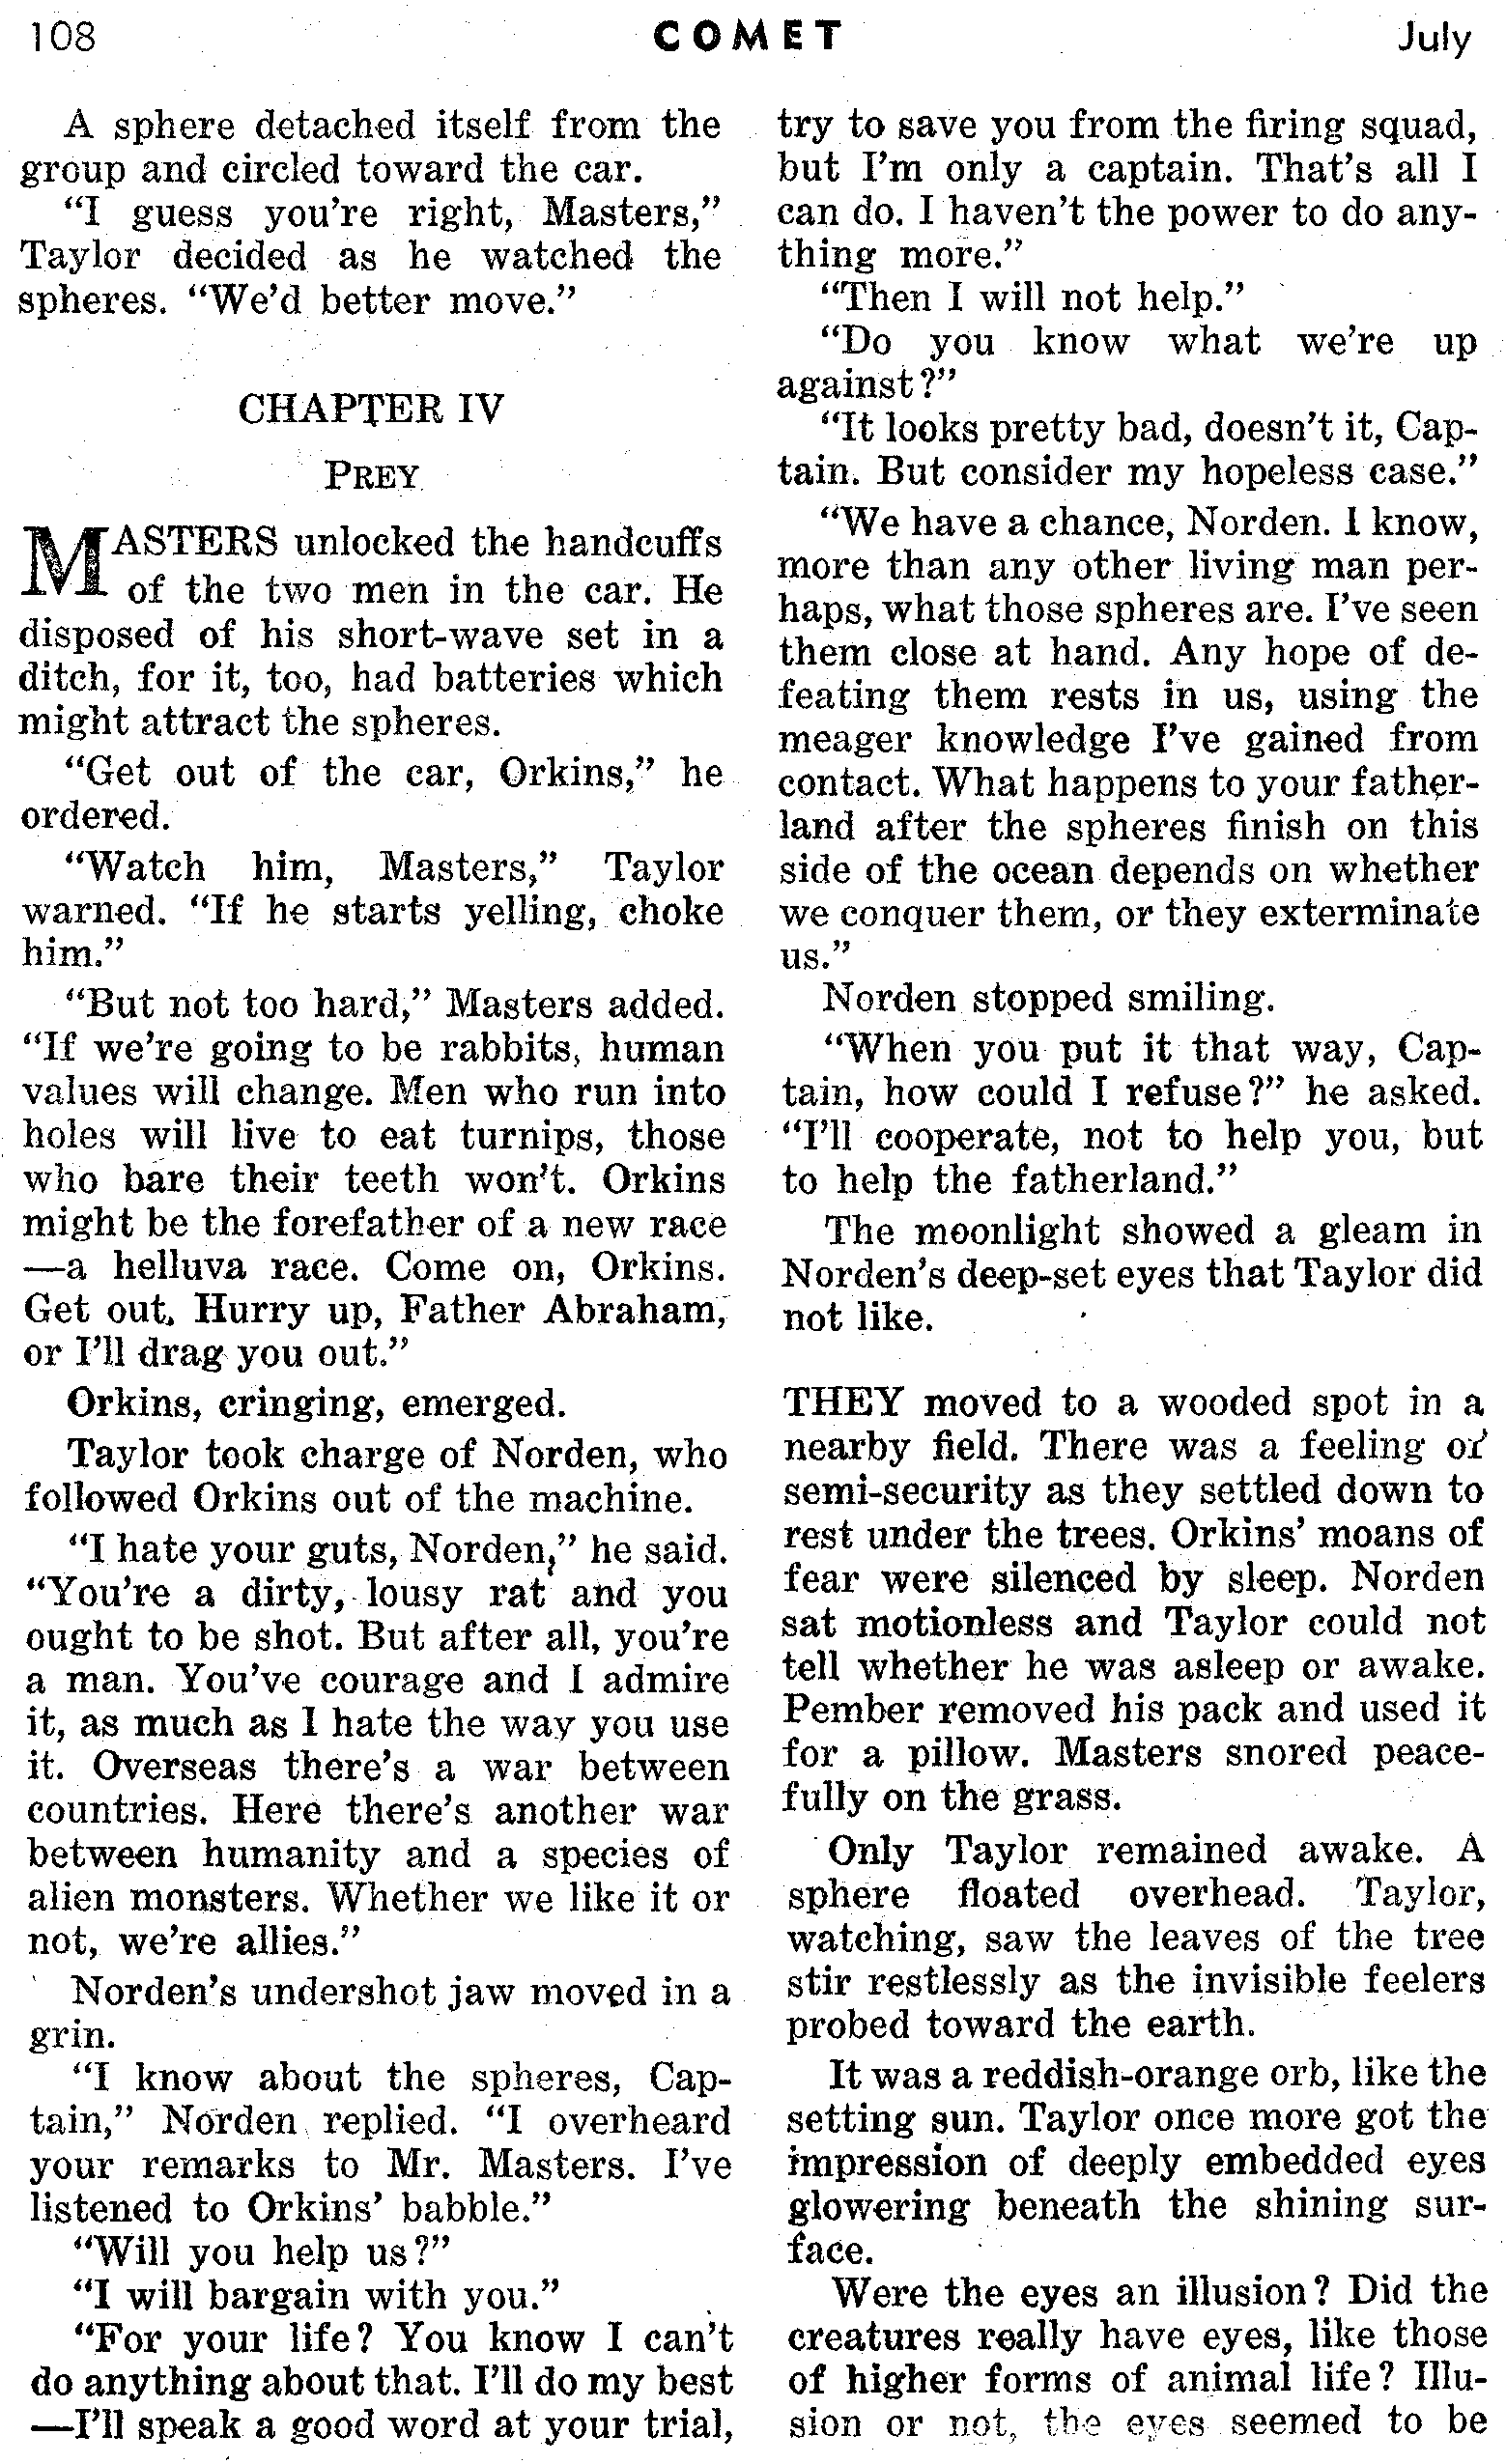 108 COMET July
A sphere detached itself from the
group and circled toward the car.
“I guess you're right, Masters,”
Taylor decided as he watched the
spheres. “We'd better move.”
CHAPTER IV
PREY
MASTERS unlocked the handcuffs
of the two men in the car. He
disposed of his short-wave set in a
ditch, for it, too, had batteries which
might attract the spheres.
“Get out of the car, Orkins,” he
ordered.
“Watch him, Masters,” Taylor
warned. “If he starts yelling, choke
him.”
“But not too hard,” Masters added.
“If we're going to be rabbits, human
values will change. Men who run into
holes will live to eat turnips, those
who bare their teeth won't. Orkins
might be the forefather of a new race
—a helluva race. Come on, Orkins.
Get out. Hurry up, Father Abraham,
or I'll drag you out.”
Orkins, cringing, emerged.
Taylor took charge of Norden, who
followed Orkins out of the machine.
“I hate your guts, Norden,” he said.
“You're a dirty, lousy rat and you
ought to be shot. But after all, you're
a man. You've courage and I admire
it, as much as I hate the way you use
it. Overseas there's a war between
countries. Here there's another war
between humanity and a species of
alien monsters. Whether we like it or
not, we're allies.”
Norden's undershot jaw moved in a
grin.
“I know about the spheres, Cap-
tain,” Norden replied. “I overheard
your remarks to Mr. Masters. I've
listened to Orkins' babble.”
“Will you help us?”
“I will bargain with you.”
“For your life? You know I can't
do anything about that. I'll do my best
—I'll speak a good word at your trial,
try to save you from the firing squad,
but I'm only a captain. That's all I
can do. I haven't the power to do any-
thing more.”
“Then I will not help.”
“Do you know what we're up
against?”
“It looks pretty bad, doesn't it, Cap-
tain. But consider my hopeless case.”
“We have a chance, Norden. I know,
more than any other living man per-
haps, what those spheres are. I've seen
them close at hand. Any hope of de-
feating them rests in us, using the
meager knowledge I've gained from
contact. What happens to your father-
land after the spheres finish on this
side of the ocean depends on whether
we conquer them, or they exterminate
us.”
Norden stopped smiling.
“When you put it that way, Cap-
tain, how could I refuse?” he asked.
“I'll cooperate, not to help you, but
to help the fatherland.”
The moonlight showed a gleam in
Norden's deep-set eyes that Taylor did
not like.
THEY moved to a wooded spot in a
nearby field. There was a feeling of
semi-security as they settled down to
rest under the trees. Orkins' moans of
fear were silenced by sleep. Norden
sat motionless and Taylor could not
tell whether he was asleep or awake.
Pember removed his pack and used it
for a pillow. Masters snored peace-
fully on the grass.
Only Taylor remained awake. A
sphere floated overhead. Taylor,
watching, saw the leaves of the tree
stir restlessly as the invisible feelers
probed toward the earth.
It was a reddish-orange orb, like the
setting sun. Taylor once more got the
impression of deeply embedded eyes
glowering beneath the shining sur-
face.
Were the eyes an illusion? Did the
creatures really have eyes, like those
of higher forms of animal life? Illu-
sion or not, the eyes seemed to be